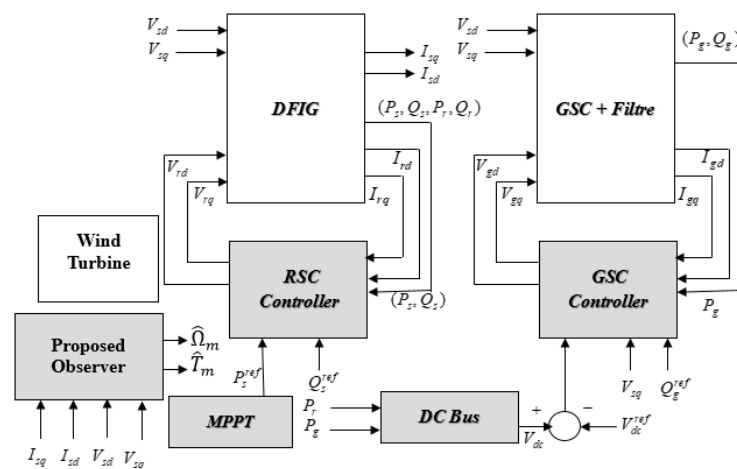 V_sd
V_sq
DFIG
I_sq
I_sd
(P_s, Q_s, P_r, Q_r)
I_rd
I_rq
V_rd
V_rq
V_sd
V_sq
GSC + Filtre
(P_g, Q_g)
I_gd
I_gq
V_gd
V_gq
Wind
Turbine
RSC
Controller
(P_s, Q_s)
GSC
Controller
P_g
Proposed
Observer
Ω̂_m
T̂_m
I_sq
I_sd
V_sd
V_sq
P_s^ref
Q_s^ref
MPPT
P_r
P_g
DC Bus
+
V_dc
−
V_dc^ref
V_sq
Q_g^ref